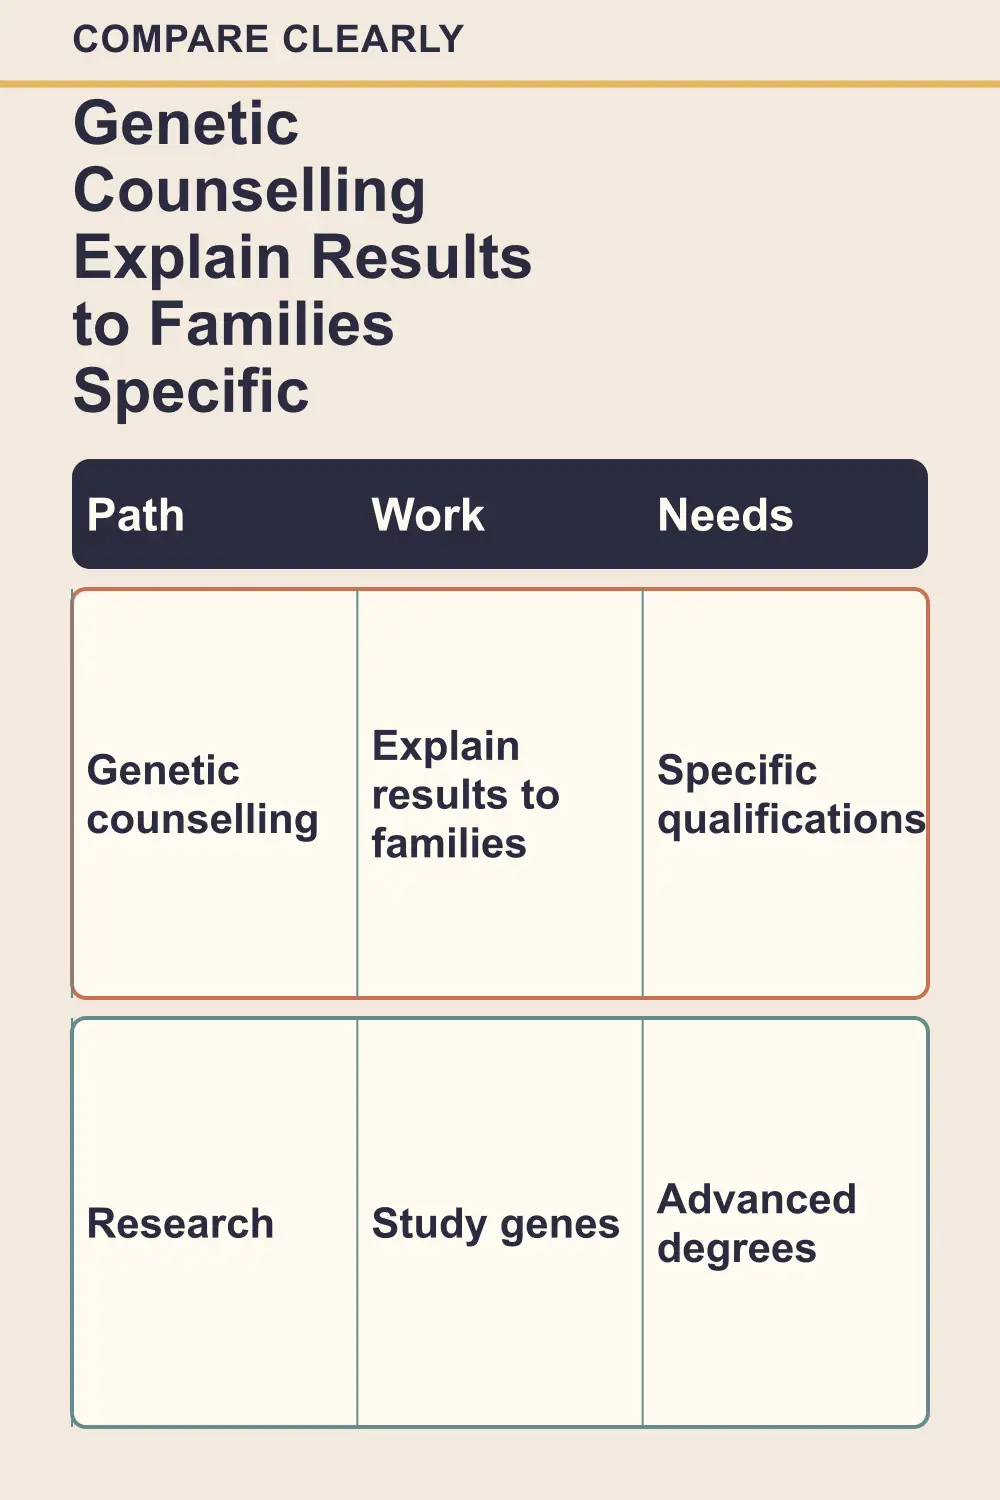 COMPARE CLEARLY
Genetic
Counselling
Explain Results
to Families
Specific
Path Work Needs
Genetic
counselling
Explain
results to
families
Specific
qualifications
Research
Study genes
Advanced
degrees